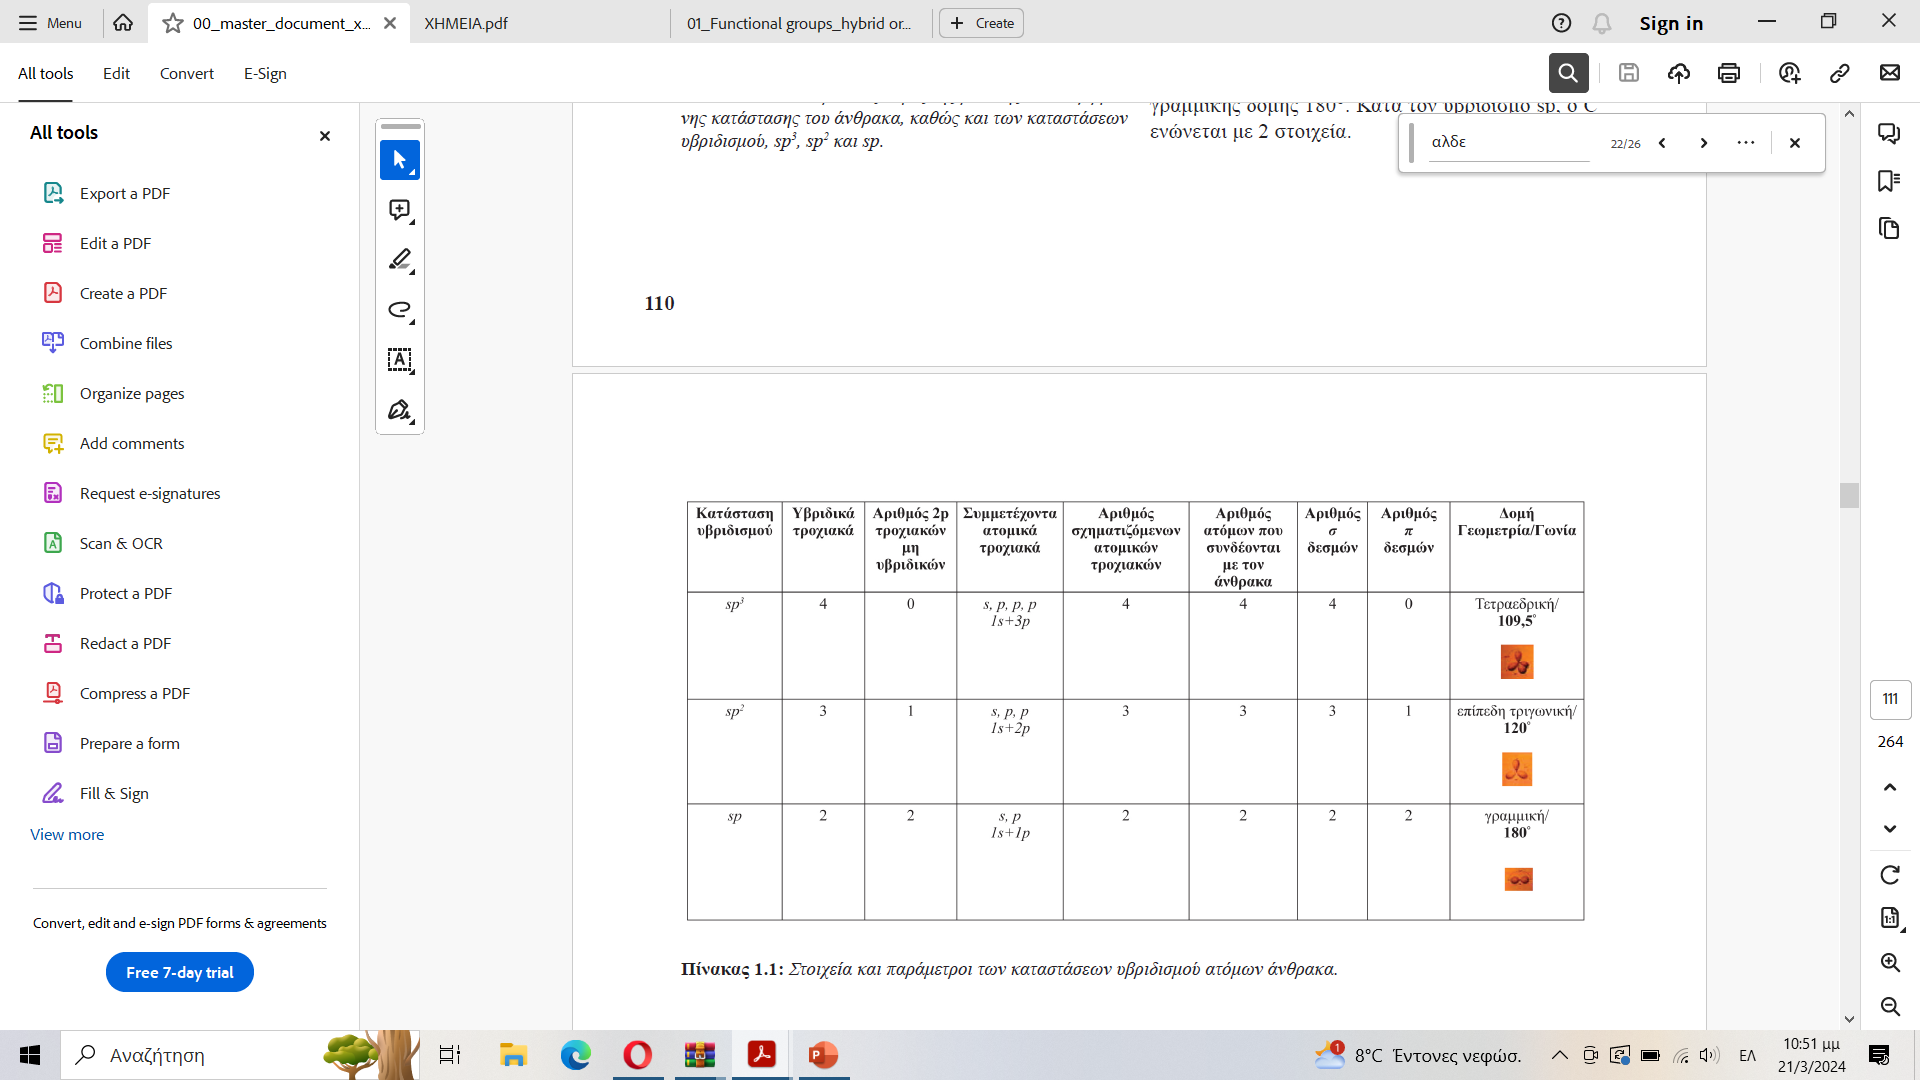 Menu
00_master_document_x...
XHMEIA.pdf
01_Functional groups_hybrid or...
Create
Sign in
All tools
Edit
Convert
E-Sign
All tools
Export a PDF
Edit a PDF
Create a PDF
Combine files
Organize pages
Add comments
Request e-signatures
Scan & OCR
Protect a PDF
Redact a PDF
Compress a PDF
Prepare a form
Fill & Sign
View more
Convert, edit and e-sign PDF forms & agreements
Free 7-day trial
νης κατάστασης του άνθρακα, καθώς και των καταστάσεων
υβριδισμού, sp³, sp² και sp.
γραμμικής δομής 180°. Κατά τον υβριδισμό sp, ο C
ενώνεται με 2 στοιχεία.
αλδε
22/26
110
Κατάσταση υβριδισμού
Υβριδικά τροχιακά
Αριθμός 2p τροχιακών μη υβριδικών
Συμμετέχοντα ατομικά τροχιακά
Αριθμός σχηματιζόμενων ατομικών τροχιακών
Αριθμός ατόμων που συνδέονται με τον άνθρακα
Αριθμός σ δεσμών
Αριθμός π δεσμών
Δομή Γεωμετρία/Γωνία
sp³ 4 0 s, p, p, p 4 4 4 0 Τετραεδρική/
1s+3p 109,5°
sp² 3 1 s, p, p 3 3 3 1 επίπεδη τριγωνική/
1s+2p 120°
sp 2 2 s, p 2 2 2 2 γραμμική/
1s+1p 180°
Πίνακας 1.1: Στοιχεία και παράμετροι των καταστάσεων υβριδισμού ατόμων άνθρακα.
111
264
Αναζήτηση
1
8°C Έντονες νεφώσ.
ΕΛ
10:51 μμ
21/3/2024